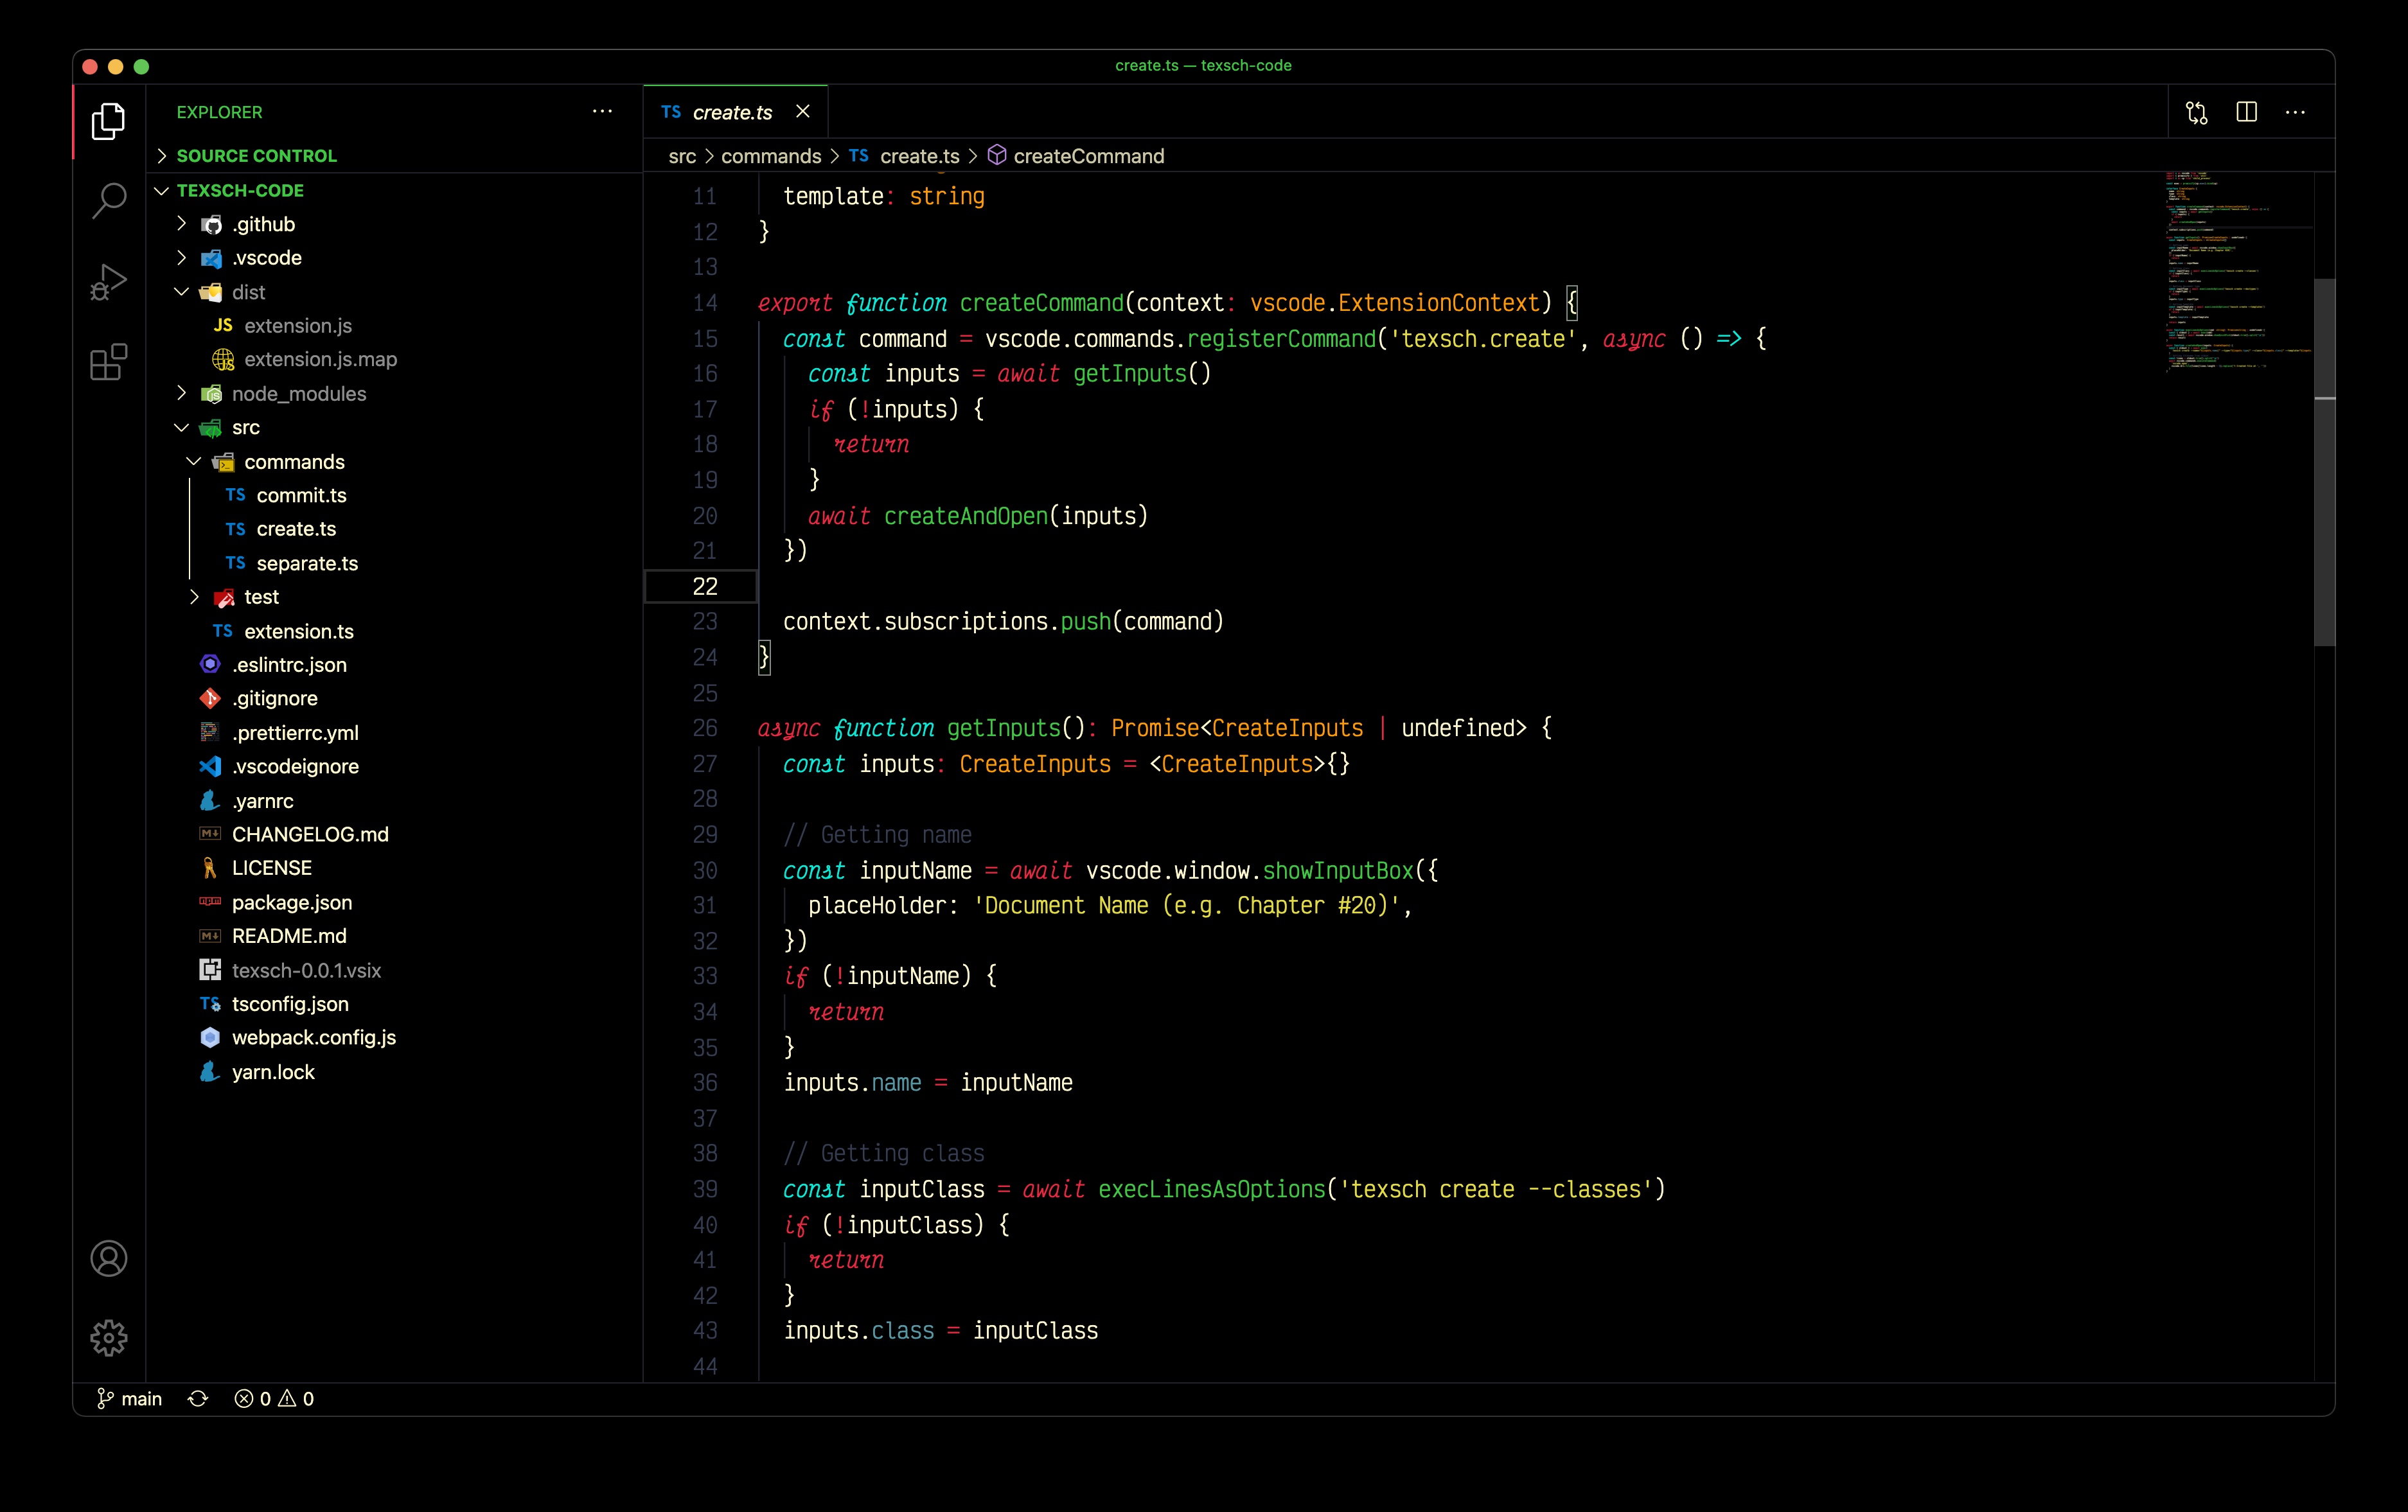 create.ts — texsch-code
EXPLORER
SOURCE CONTROL
TEXSCH-CODE
.github
.vscode
dist
JS extension.js
extension.js.map
node_modules
src
commands
TS commit.ts
TS create.ts
TS separate.ts
test
TS extension.ts
.eslintrc.json
.gitignore
.prettierrc.yml
.vscodeignore
.yarnrc
CHANGELOG.md
LICENSE
package.json
README.md
texsch-0.0.1.vsix
TS tsconfig.json
webpack.config.js
yarn.lock
TS create.ts
src > commands > TS create.ts > createCommand
11 template: string
12 }
13
14 export function createCommand(context: vscode.ExtensionContext) {
15 const command = vscode.commands.registerCommand('texsch.create', async () => {
16 const inputs = await getInputs()
17 if (!inputs) {
18 return
19 }
20 await createAndOpen(inputs)
21 })
22
23 context.subscriptions.push(command)
24 }
25
26 async function getInputs(): Promise<CreateInputs | undefined> {
27 const inputs: CreateInputs = <CreateInputs>{}
28
29 // Getting name
30 const inputName = await vscode.window.showInputBox({
31 placeHolder: 'Document Name (e.g. Chapter #20)',
32 })
33 if (!inputName) {
34 return
35 }
36 inputs.name = inputName
37
38 // Getting class
39 const inputClass = await execLinesAsOptions('texsch create --classes')
40 if (!inputClass) {
41 return
42 }
43 inputs.class = inputClass
44
main 0 0